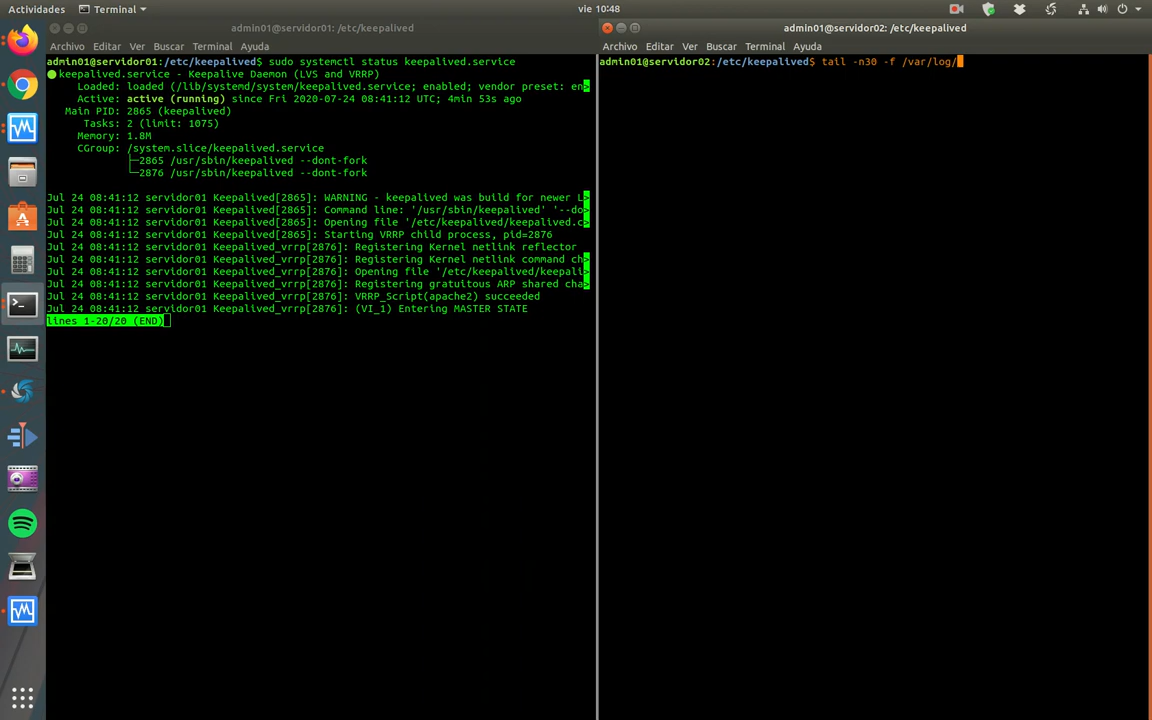 Actividades
Terminal
vie 10:48
admin01@servidor01: /etc/keepalived
Archivo Editar Ver Buscar Terminal Ayuda
admin01@servidor01:/etc/keepalived$ sudo systemctl status keepalived.service
keepalived.service - Keepalive Daemon (LVS and VRRP)
Loaded: loaded (/lib/systemd/system/keepalived.service; enabled; vendor preset: en>
Active: active (running) since Fri 2020-07-24 08:41:12 UTC; 4min 53s ago
Main PID: 2865 (keepalived)
Tasks: 2 (limit: 1075)
Memory: 1.8M
CGroup: /system.slice/keepalived.service
├─2865 /usr/sbin/keepalived --dont-fork
└─2876 /usr/sbin/keepalived --dont-fork
Jul 24 08:41:12 servidor01 Keepalived[2865]: WARNING - keepalived was build for newer L>
Jul 24 08:41:12 servidor01 Keepalived[2865]: Command line: '/usr/sbin/keepalived' '--do>
Jul 24 08:41:12 servidor01 Keepalived[2865]: Opening file '/etc/keepalived/keepalived.c>
Jul 24 08:41:12 servidor01 Keepalived[2865]: Starting VRRP child process, pid=2876
Jul 24 08:41:12 servidor01 Keepalived_vrrp[2876]: Registering Kernel netlink reflector
Jul 24 08:41:12 servidor01 Keepalived_vrrp[2876]: Registering Kernel netlink command ch>
Jul 24 08:41:12 servidor01 Keepalived_vrrp[2876]: Opening file '/etc/keepalived/keepali>
Jul 24 08:41:12 servidor01 Keepalived_vrrp[2876]: Registering gratuitous ARP shared cha>
Jul 24 08:41:12 servidor01 Keepalived_vrrp[2876]: VRRP_Script(apache2) succeeded
Jul 24 08:41:12 servidor01 Keepalived_vrrp[2876]: (VI_1) Entering MASTER STATE
lines 1-20/20 (END)
admin01@servidor02: /etc/keepalived
Archivo Editar Ver Buscar Terminal Ayuda
admin01@servidor02:/etc/keepalived$ tail -n30 -f /var/log/